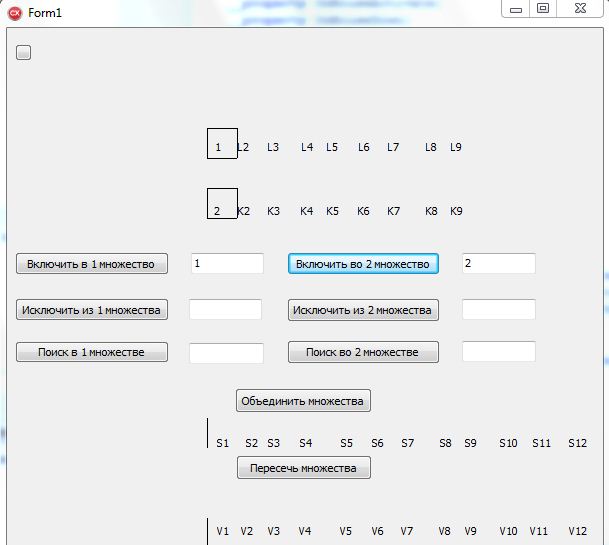 Form1
1 L2 L3 L4 L5 L6 L7 L8 L9
2 K2 K3 K4 K5 K6 K7 K8 K9
Включить в 1 множество 1 Включить во 2 множество 2
Исключить из 1 множества Исключить из 2 множества
Поиск в 1 множестве Поиск во 2 множестве
Объединить множества
S1 S2 S3 S4 S5 S6 S7 S8 S9 S10 S11 S12
Пересечь множества
V1 V2 V3 V4 V5 V6 V7 V8 V9 V10 V11 V12